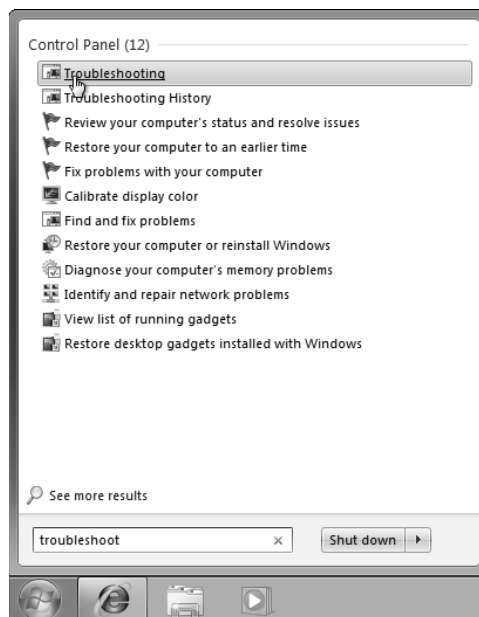 Control Panel (12)
Troubleshooting
Troubleshooting History
Review your computer's status and resolve issues
Restore your computer to an earlier time
Fix problems with your computer
Calibrate display color
Find and fix problems
Restore your computer or reinstall Windows
Diagnose your computer's memory problems
Identify and repair network problems
View list of running gadgets
Restore desktop gadgets installed with Windows
See more results
troubleshoot
Shut down